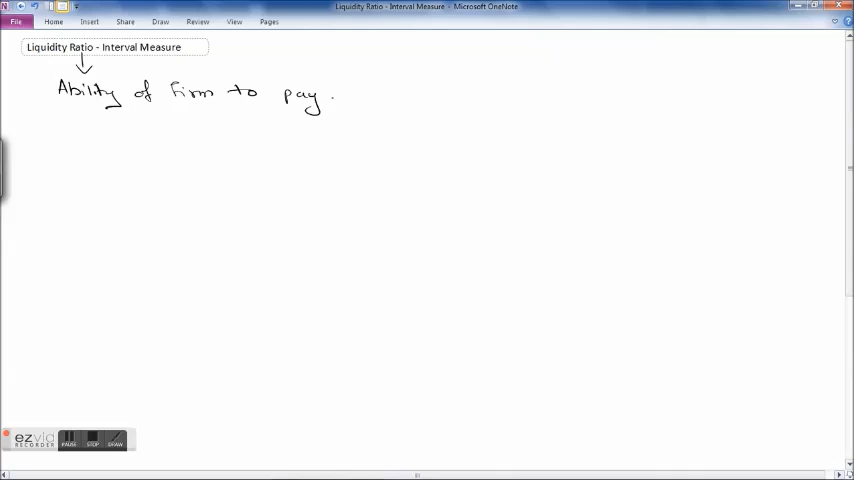 Liquidity Ratio - Interval Measure - Microsoft OneNote
File Home Insert Share Draw Review View Pages
Liquidity Ratio - Interval Measure
Ability of Firm to pay.
ezvid
RECORDER
PAUSE STOP DRAW